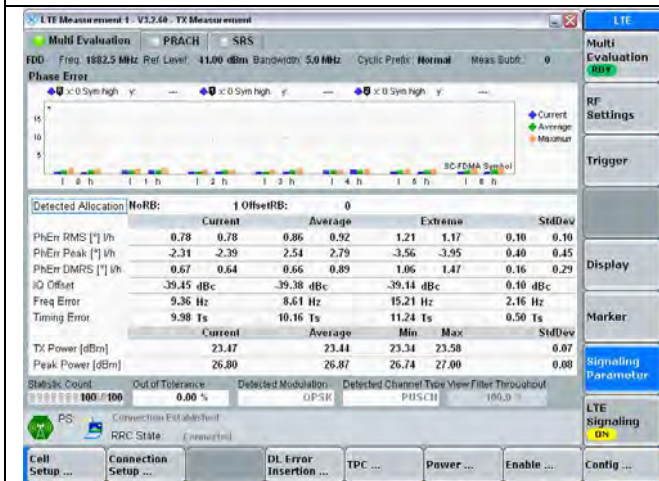 LTE Measurement 1 - V3.2.60 - TX Measurement
LTE
Multi Evaluation PRACH SRS
Multi Evaluation
RDY
FDD Freq: 1882.5 MHz Ref. Level: 41.00 dBm Bandwidth: 5.0 MHz Cyclic Prefix: Normal Meas Subfr.: 0
Phase Error
x: 0 Sym high y: --- x: 0 Sym high y: --- x: 0 Sym high y: ---
RF Settings
15
10
5
Current
Average
Maximum
SC-FDMA Symbol
l 0 h l 1 h l 2 h l 3 h l 4 h l 5 h l 6 h
Trigger
Detected Allocation NoRB: 1 OffsetRB: 0
Current Average Extreme StdDev
PhErr RMS [°] l/h 0.78 0.78 0.86 0.92 1.21 1.17 0.10 0.10
PhErr Peak [°] l/h -2.31 -2.39 2.54 2.79 -3.56 -3.95 0.40 0.45
PhErr DMRS [°] l/h 0.67 0.64 0.66 0.89 1.06 1.47 0.16 0.29
IQ Offset -39.45 dBc -39.38 dBc -39.14 dBc 0.10 dBc
Freq Error 9.36 Hz 8.61 Hz 15.21 Hz 2.16 Hz
Timing Error 9.98 Ts 10.16 Ts 11.24 Ts 0.50 Ts
Current Average Min Max StdDev
TX Power [dBm] 23.47 23.44 23.34 23.58 0.07
Peak Power [dBm] 26.80 26.87 26.74 27.00 0.08
Display
Marker
Signaling Parameter
Statistic Count Out of Tolerance Detected Modulation Detected Channel Type View Filter Throughput
100 / 100 0.00 % QPSK PUSCH 100.0 %
PS: Connection Established
RRC State: Connected
LTE Signaling
ON
Cell Setup ...
Connection Setup ...
DL Error Insertion ...
TPC ...
Power ...
Enable ...
Config ...